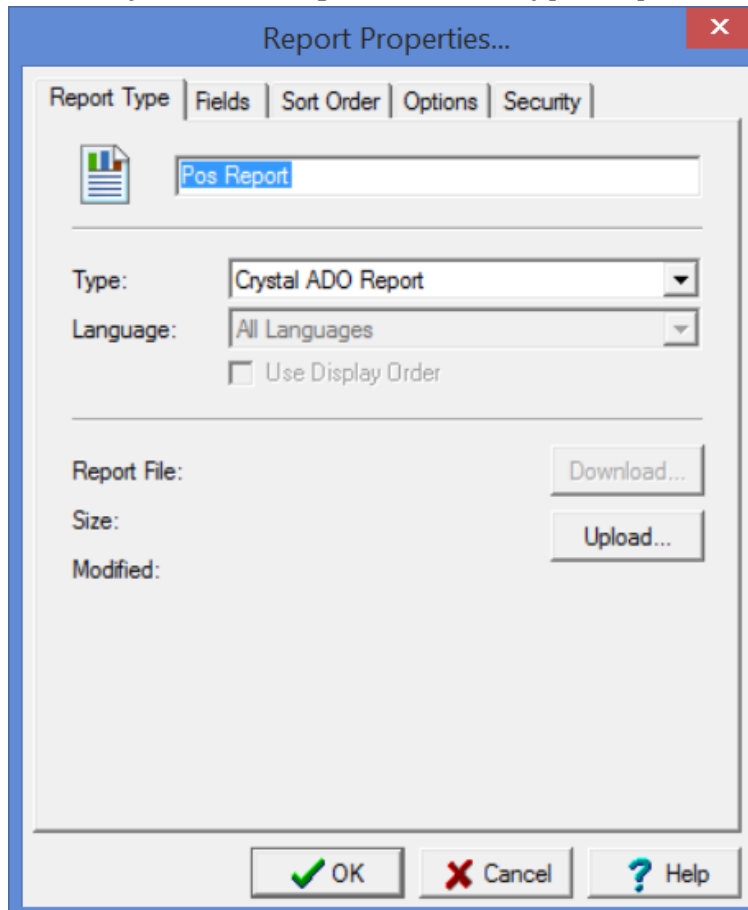 Report Properties...
Report Type Fields Sort Order Options Security
Pos Report
Type: Crystal ADO Report
Language: All Languages
Use Display Order
Report File: Download...
Size:
Upload...
Modified:
OK Cancel ? Help